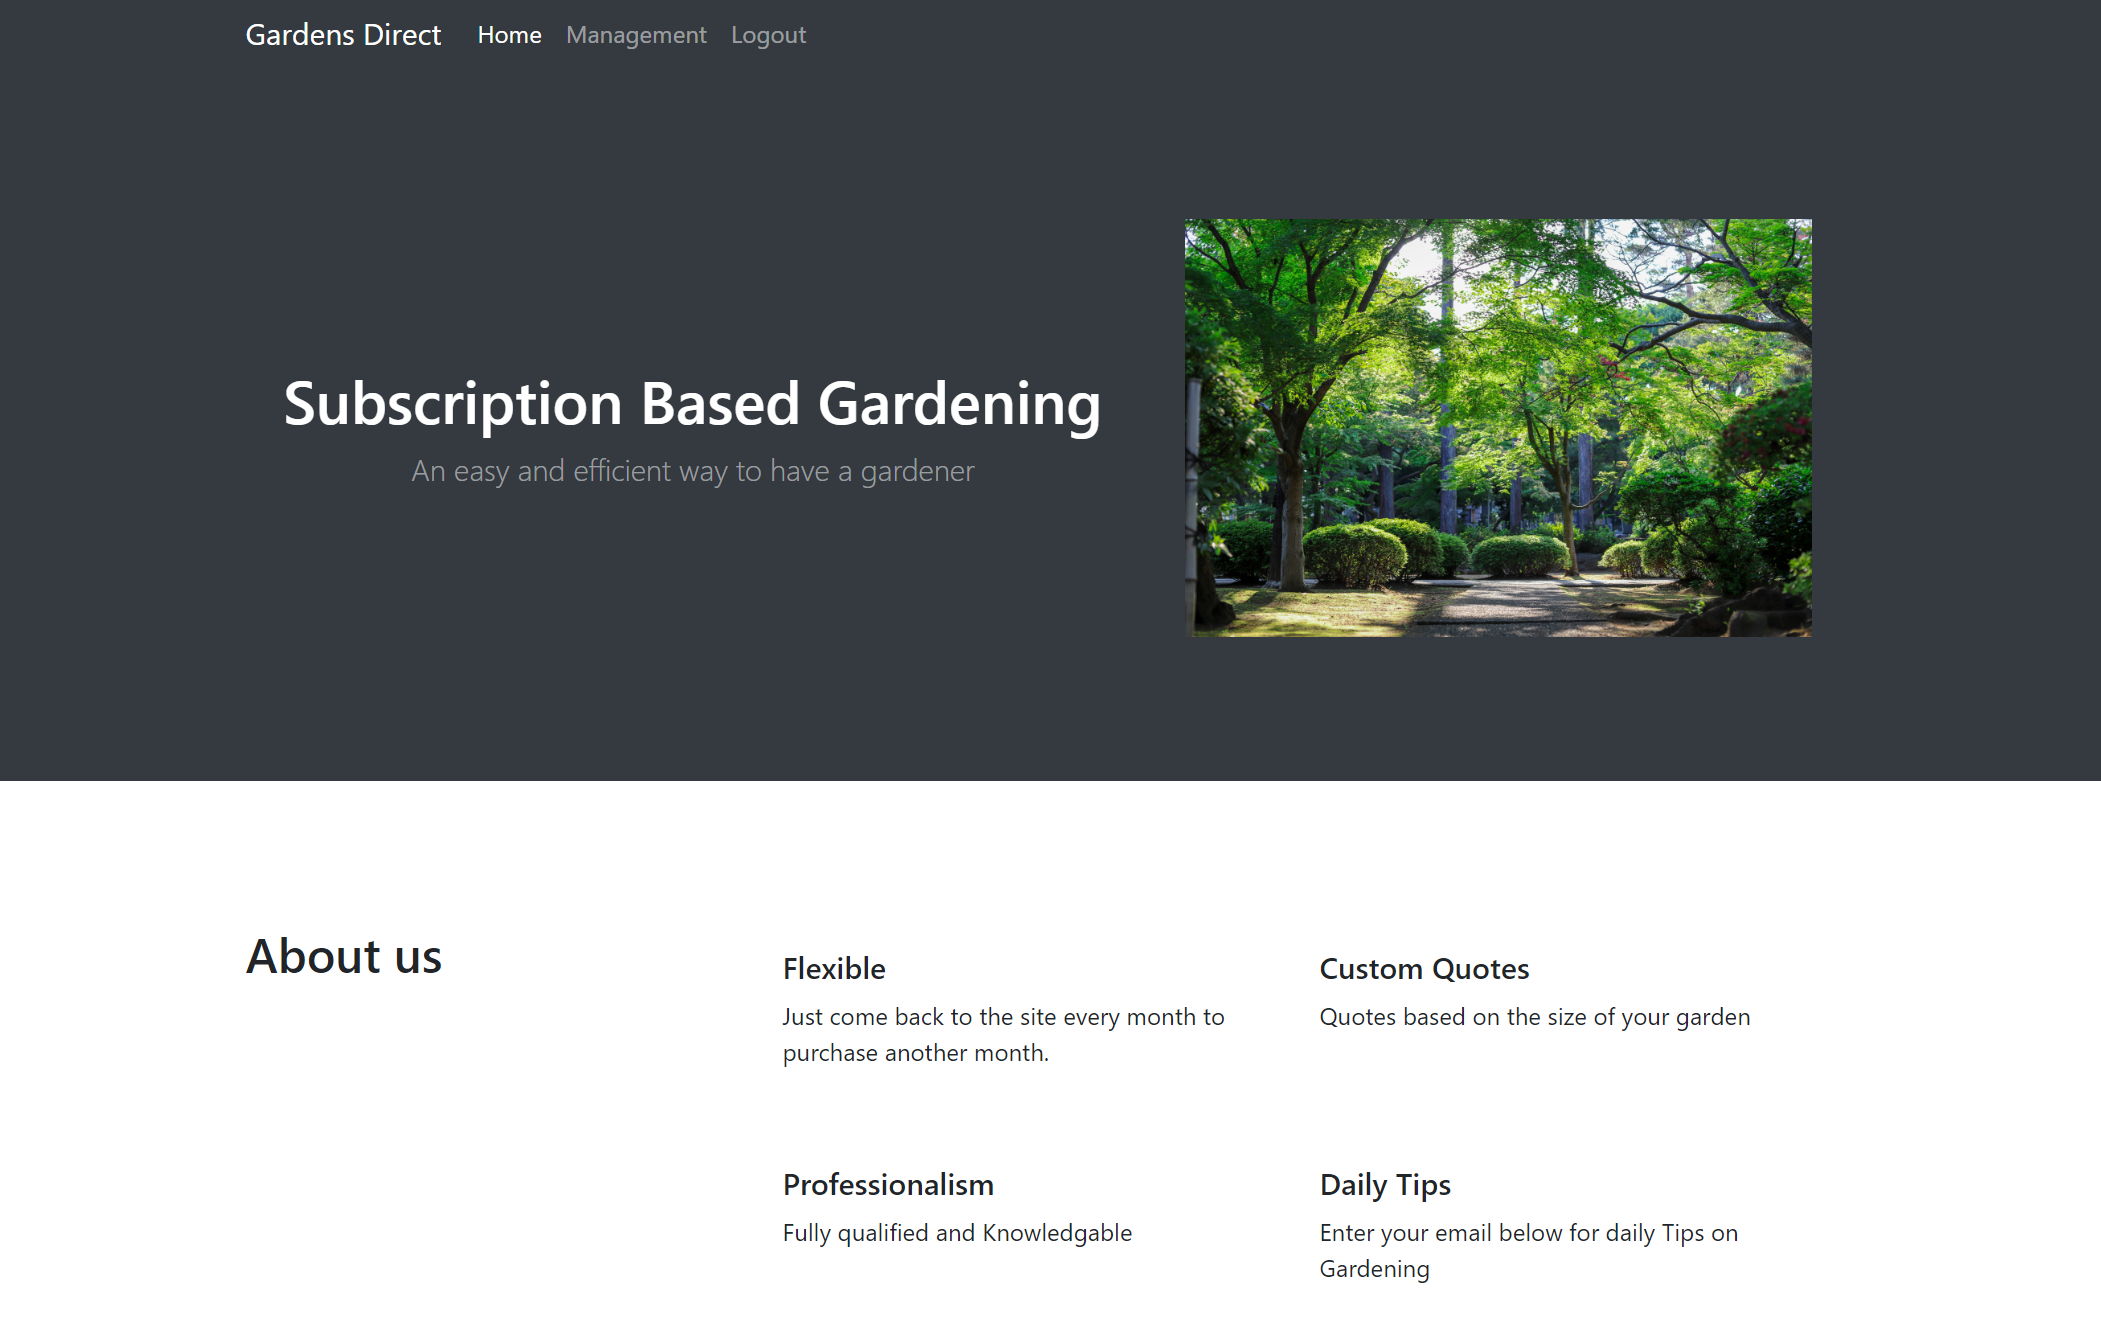 Gardens Direct Home Management Logout
Subscription Based Gardening
An easy and efficient way to have a gardener
About us
Flexible
Just come back to the site every month to
purchase another month.
Custom Quotes
Quotes based on the size of your garden
Professionalism
Fully qualified and Knowledgable
Daily Tips
Enter your email below for daily Tips on
Gardening